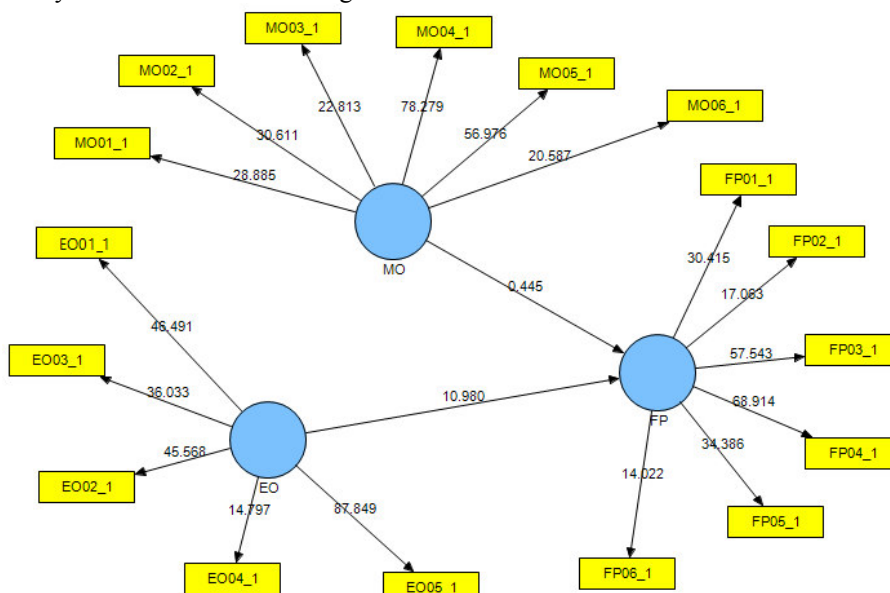 MO03_1
MO04_1
MO02_1
MO05_1
MO06_1
MO01_1
22.813
78.279
30.611
56.976
20.587
28.885
FP01_1
EO01_1
MO
FP02_1
30.415
17.063
0.445
46.491
EO03_1
FP03_1
57.543
36.033
10.980
68.914
FP
45.568
34.386
FP04_1
EO02_1
EO
14.022
14.797
87.849
FP05_1
EO04_1
EO05_1
FP06_1